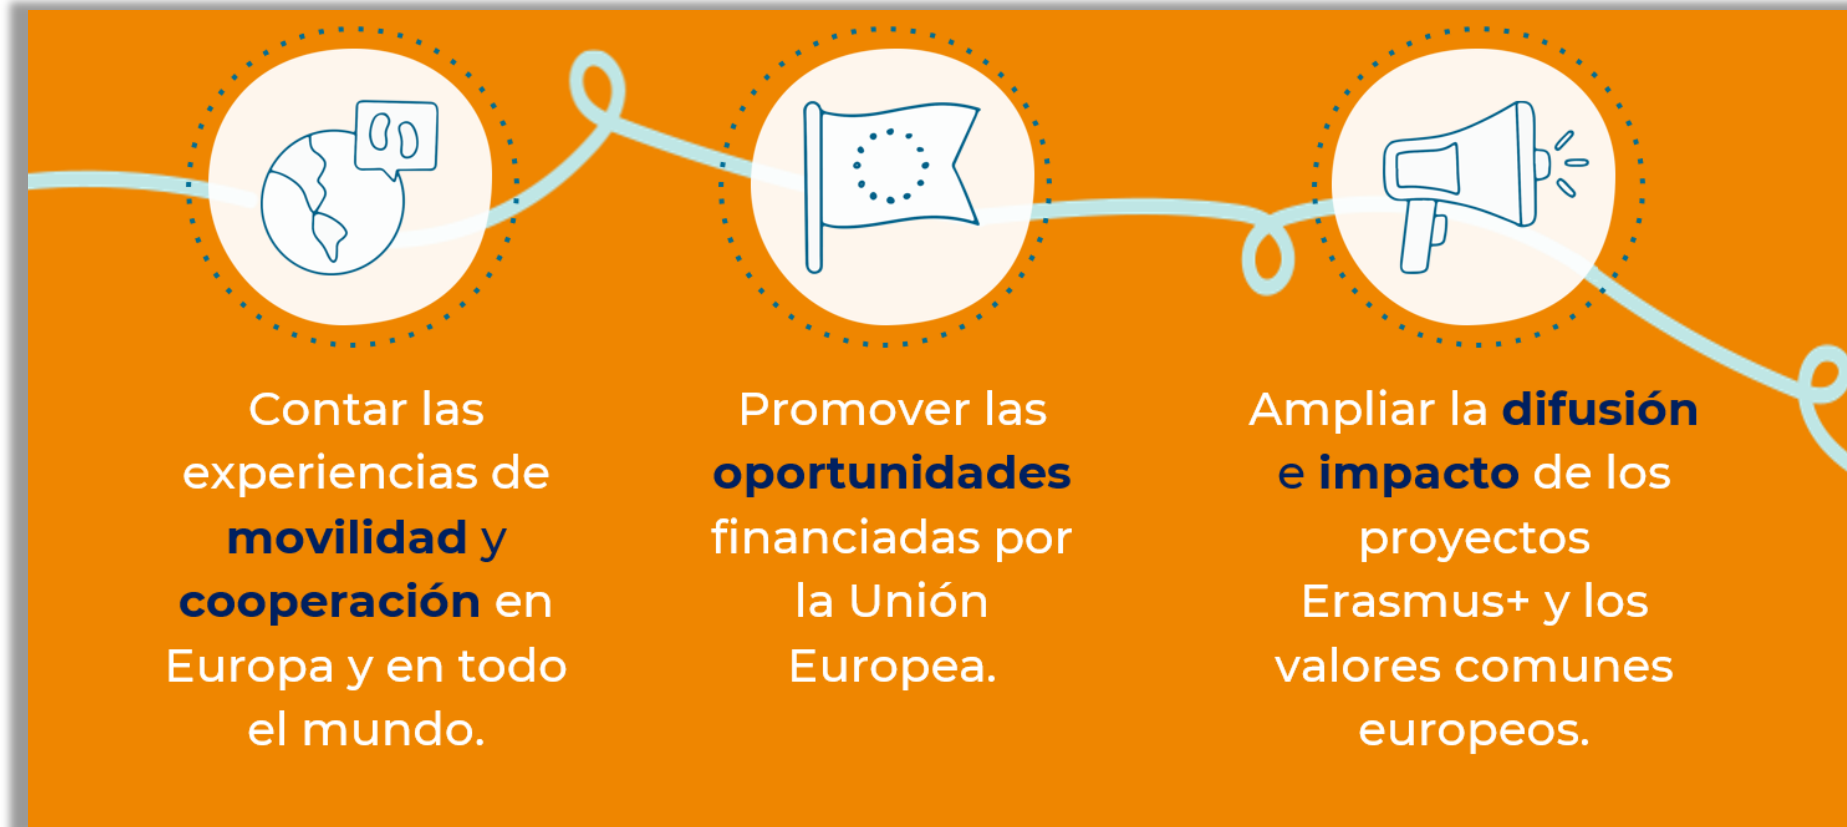 Contar las
experiencias de
movilidad y
cooperación en
Europa y en todo
el mundo.
Promover las
oportunidades
financiadas por
la Unión
Europea.
Ampliar la difusión
e impacto de los
proyectos
Erasmus+ y los
valores comunes
europeos.